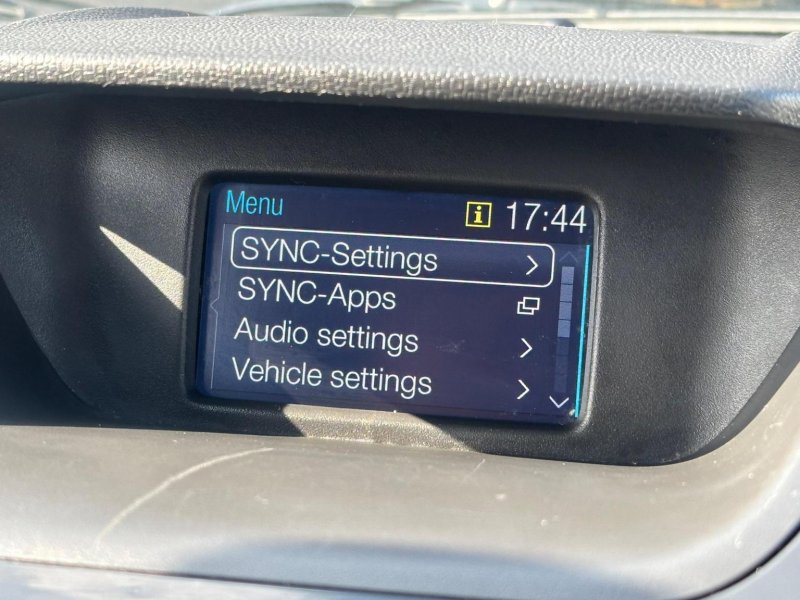 Menu i 17:44
SYNC-Settings
SYNC-Apps
Audio settings
Vehicle settings